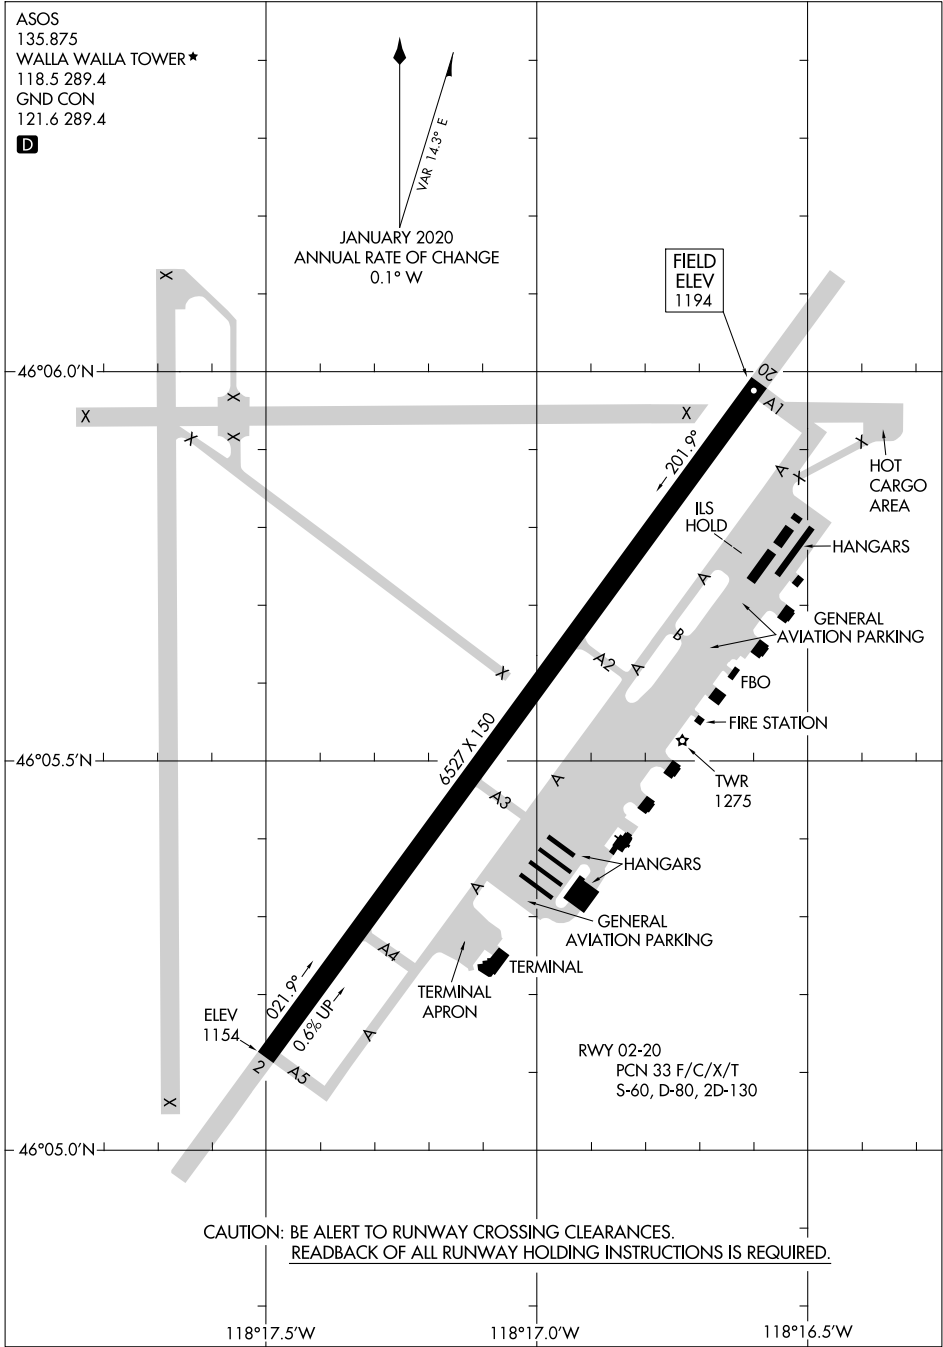 ASOS
135.875
WALLA WALLA TOWER★
118.5 289.4
GND CON
121.6 289.4
D
VAR 14.3° E
JANUARY 2020
ANNUAL RATE OF CHANGE
0.1° W
FIELD
ELEV
1194
X
46°06.0'N
20
X
X
X
A1
X
X
X
201.9°
A
X
HOT
CARGO
AREA
ILS
HOLD
HANGARS
A
GENERAL
AVIATION PARKING
B
A2
A
X
FBO
FIRE STATION
6527 X 150
46°05.5'N
A
TWR
1275
A3
HANGARS
A
GENERAL
AVIATION PARKING
A4
TERMINAL
TERMINAL
APRON
021.9°
0.6% UP
ELEV
1154
A
2
A5
RWY 02-20
PCN 33 F/C/X/T
S-60, D-80, 2D-130
X
46°05.0'N
CAUTION: BE ALERT TO RUNWAY CROSSING CLEARANCES.
READBACK OF ALL RUNWAY HOLDING INSTRUCTIONS IS REQUIRED.
118°17.5'W
118°17.0'W
118°16.5'W